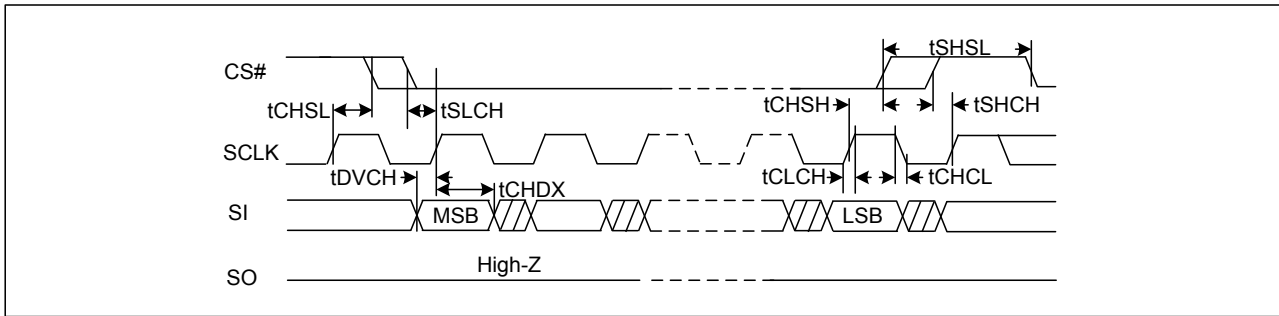 tSHSL
CS#
tCHSL
tSLCH
tCHSH
tSHCH
SCLK
tDVCH
tCHDX
tCLCH
tCHCL
SI
MSB
LSB
High-Z
SO